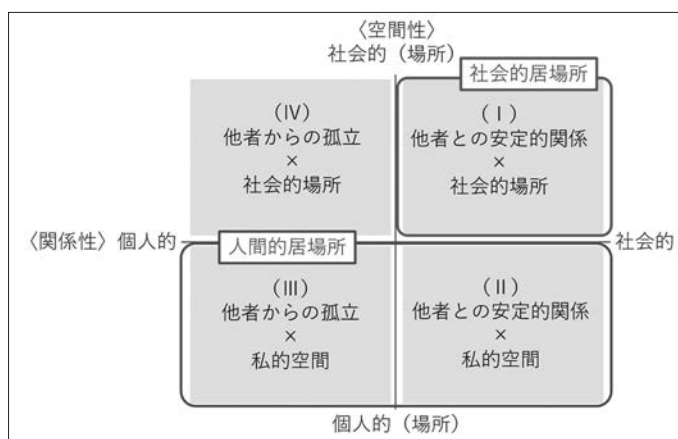 〈空間性〉
社会的（場所）
社会的居場所
（Ⅳ）
他者からの孤立
×
社会的場所
（Ⅰ）
他者との安定的関係
×
社会的場所
〈関係性〉個人的
社会的
人間的居場所
（Ⅲ）
他者からの孤立
×
私的空間
（Ⅱ）
他者との安定的関係
×
私的空間
個人的（場所）